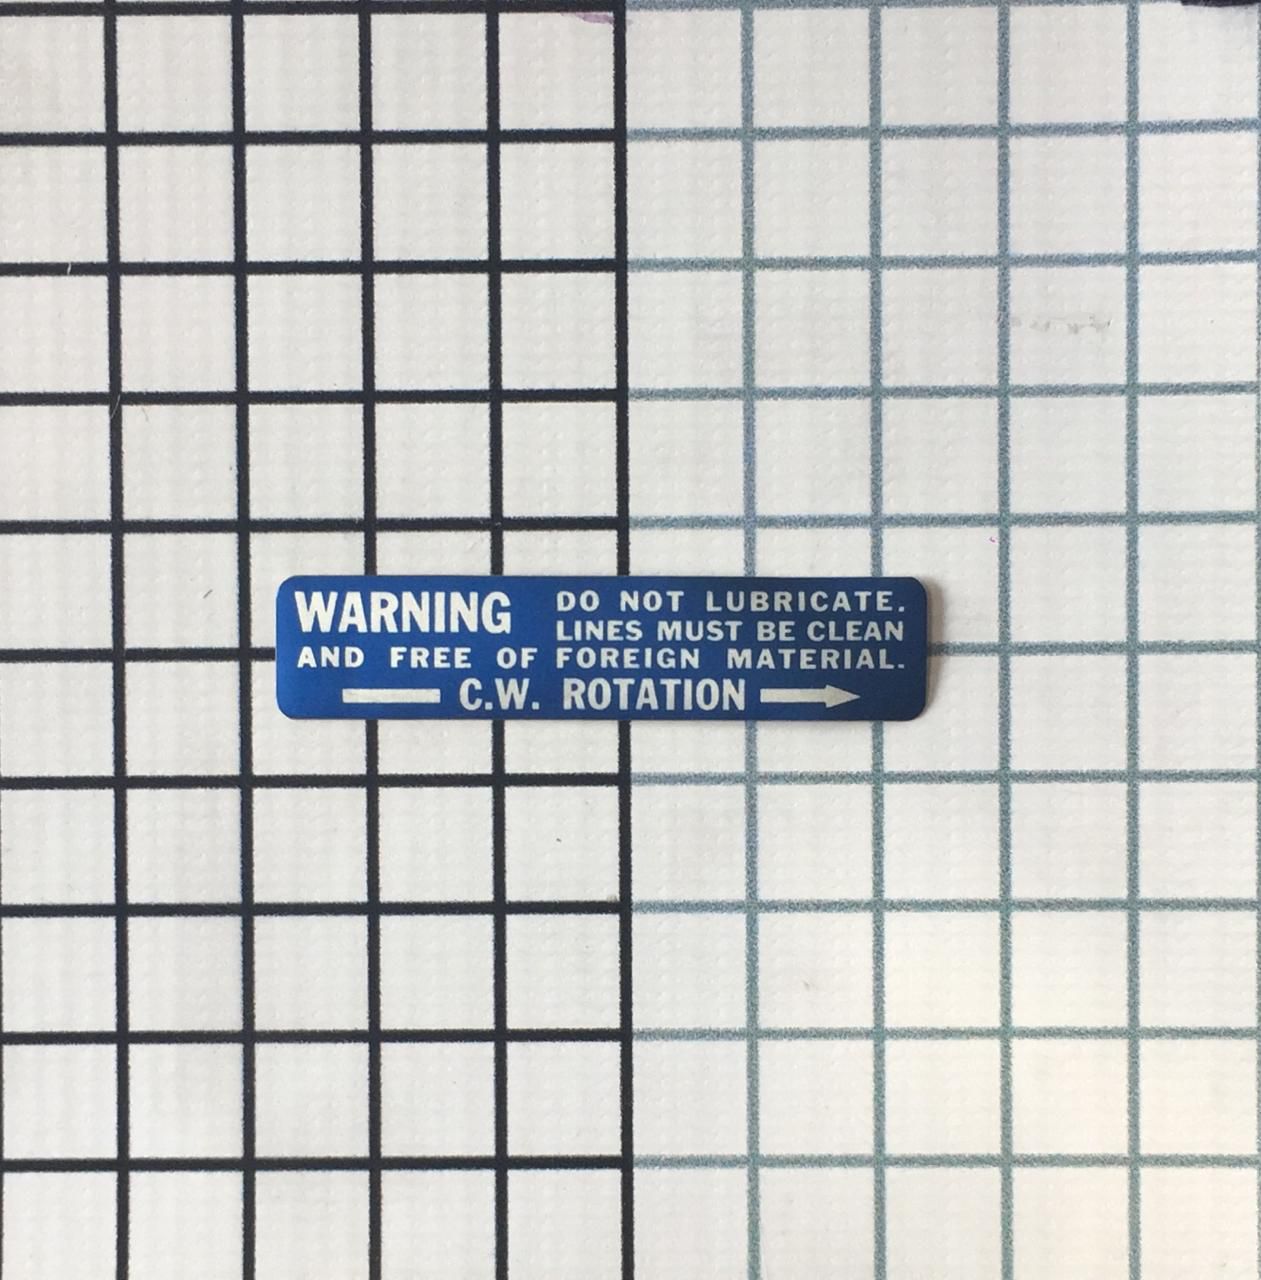 WARNING DO NOT LUBRICATE.
LINES MUST BE CLEAN
AND FREE OF FOREIGN MATERIAL.
C.W. ROTATION